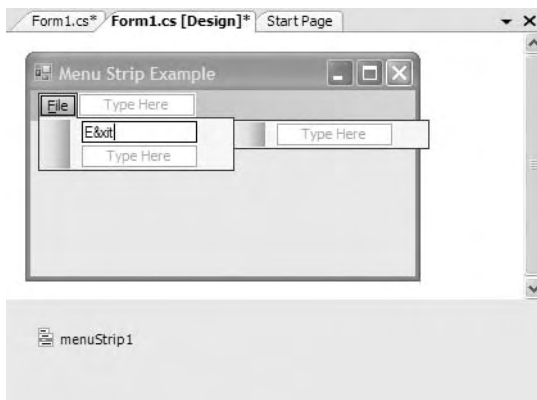 Form1.cs* Form1.cs [Design]* Start Page
Menu Strip Example
File Type Here
E&xit Type Here
Type Here
menuStrip1